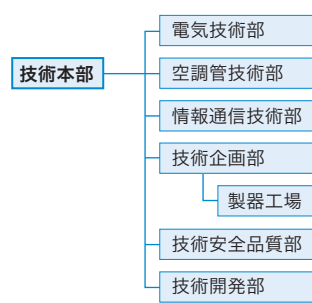 電気技術部
技術本部
空調管技術部
情報通信技術部
技術企画部
製器工場
技術安全品質部
技術開発部